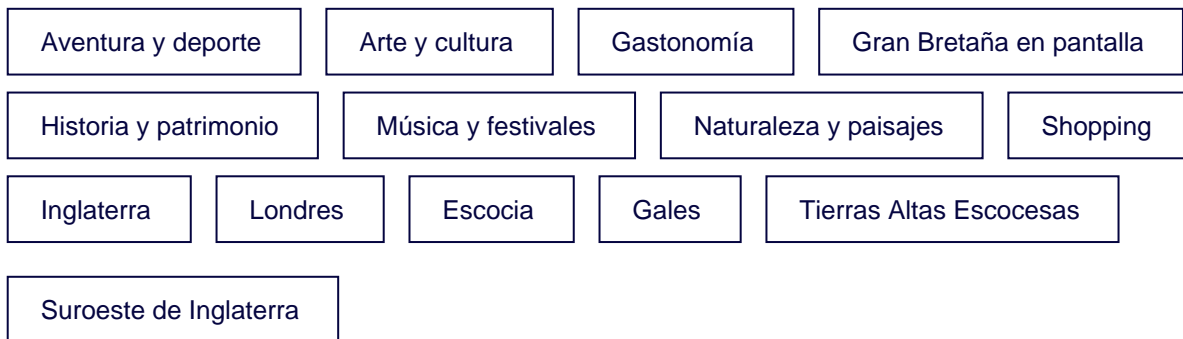 Aventura y deporte Arte y cultura Gastonomía Gran Bretaña en pantalla
Historia y patrimonio Música y festivales Naturaleza y paisajes Shopping
Inglaterra Londres Escocia Gales Tierras Altas Escocesas
Suroeste de Inglaterra